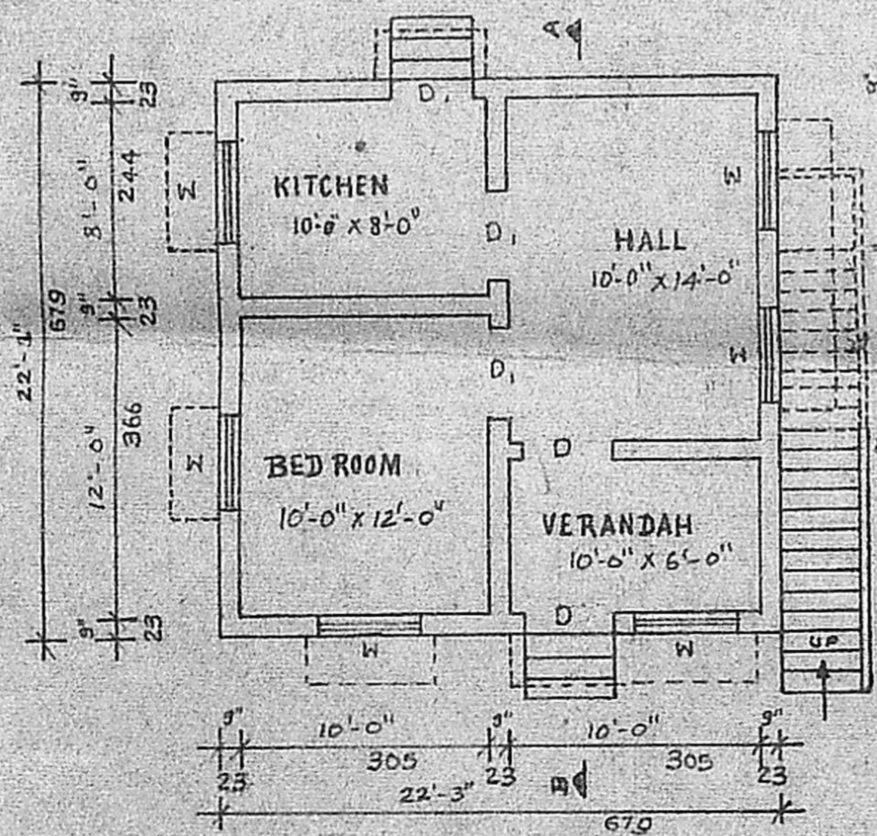 A
D1
KITCHEN
10'-0" X 8'-0"
D1
HALL
10'-0" X 14'-0"
W
W
W
D1
W
BED ROOM
10'-0" X 12'-0"
D
VERANDAH
10'-0" X 6'-0"
D
W
W
UP
9"
23
8'-0"
244
9"
23
12'-0"
366
9"
23
22'-1"
679
9"
10'-0"
9"
10'-0"
9"
23
305
23
305
23
22'-3"
679
B